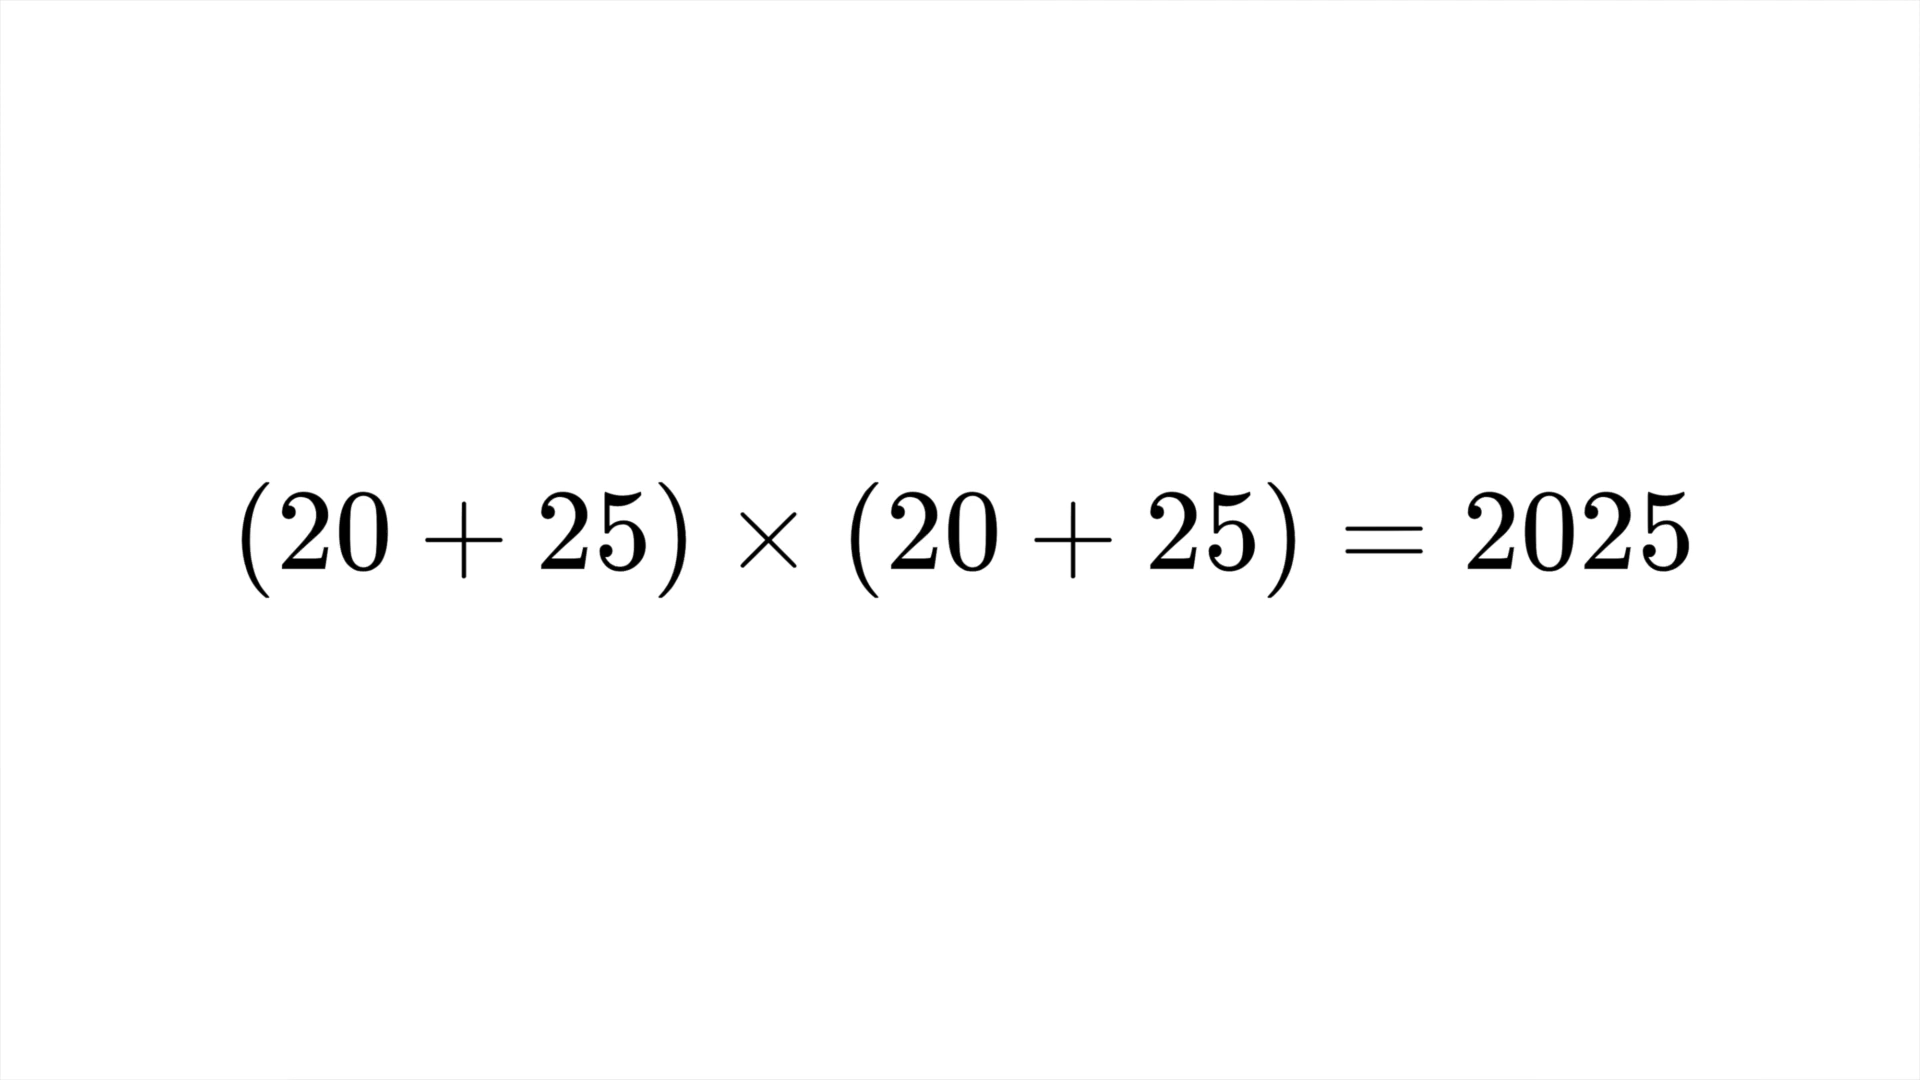 (20 + 25) × (20 + 25) = 2025